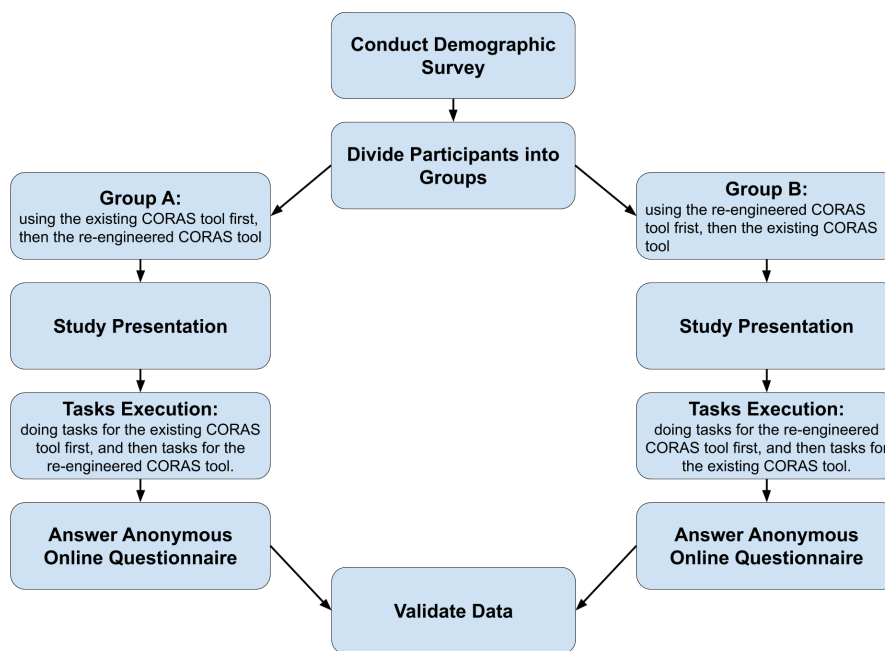 Conduct Demographic
Survey
Divide Participants into
Groups
Group A:
using the existing CORAS tool first,
then the re-engineered CORAS tool
Group B:
using the re-engineered CORAS
tool frist, then the existing CORAS
tool
Study Presentation
Study Presentation
Tasks Execution:
doing tasks for the existing CORAS
tool first, and then tasks for the
re-engineered CORAS tool.
Tasks Execution:
doing tasks for the re-engineered
CORAS tool first, and then tasks for
the existing CORAS tool.
Answer Anonymous
Online Questionnaire
Answer Anonymous
Online Questionnaire
Validate Data